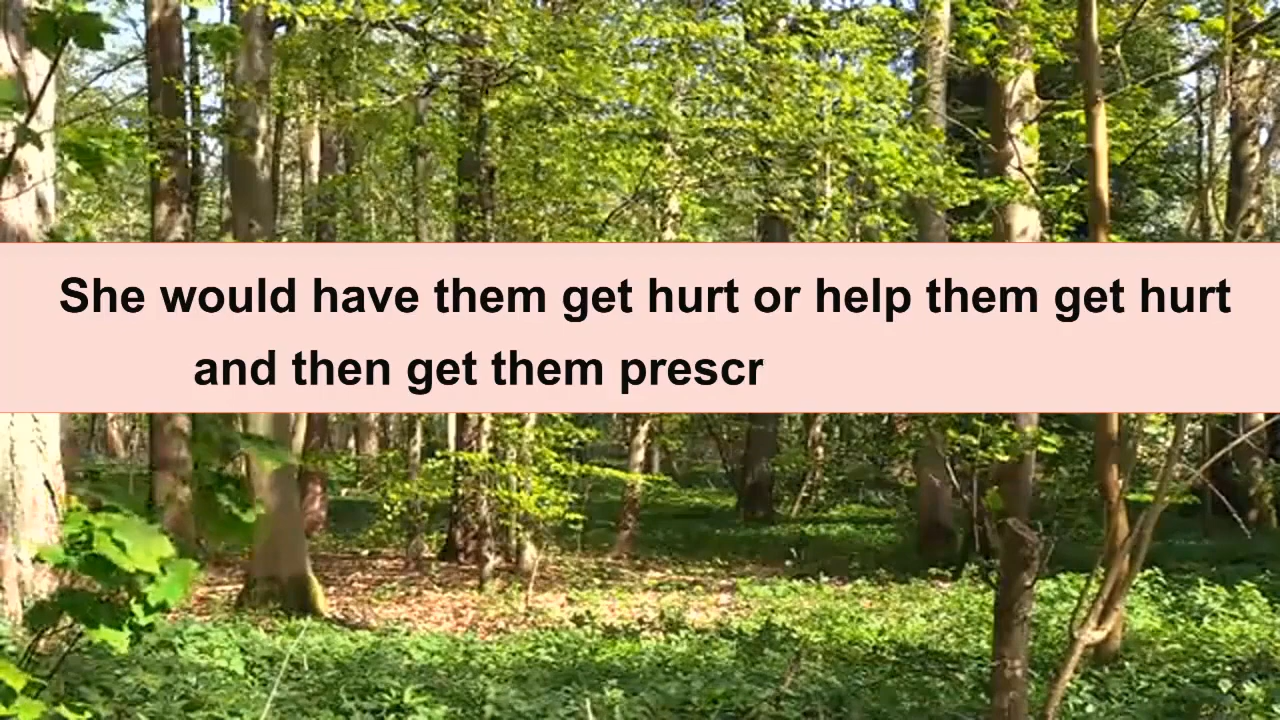 She would have them get hurt or help them get hurt
and then get them prescr